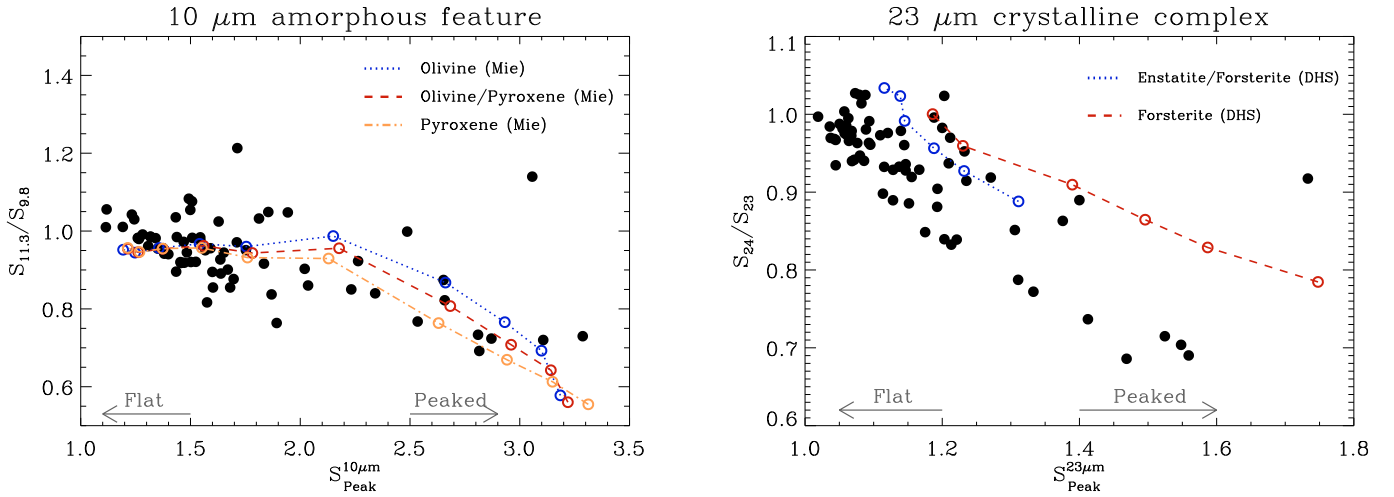 10 μm amorphous feature
Olivine (Mie)
Olivine/Pyroxene (Mie)
Pyroxene (Mie)
S11.3/S9.8
1.4
1.2
1.0
0.8
0.6
Flat
Peaked
1.0 1.5 2.0 2.5 3.0 3.5
S 10μm Peak
23 μm crystalline complex
Enstatite/Forsterite (DHS)
Forsterite (DHS)
S24/S23
1.1
1.0
0.9
0.8
0.7
0.6
Flat
Peaked
1.0 1.2 1.4 1.6 1.8
S 23μm Peak